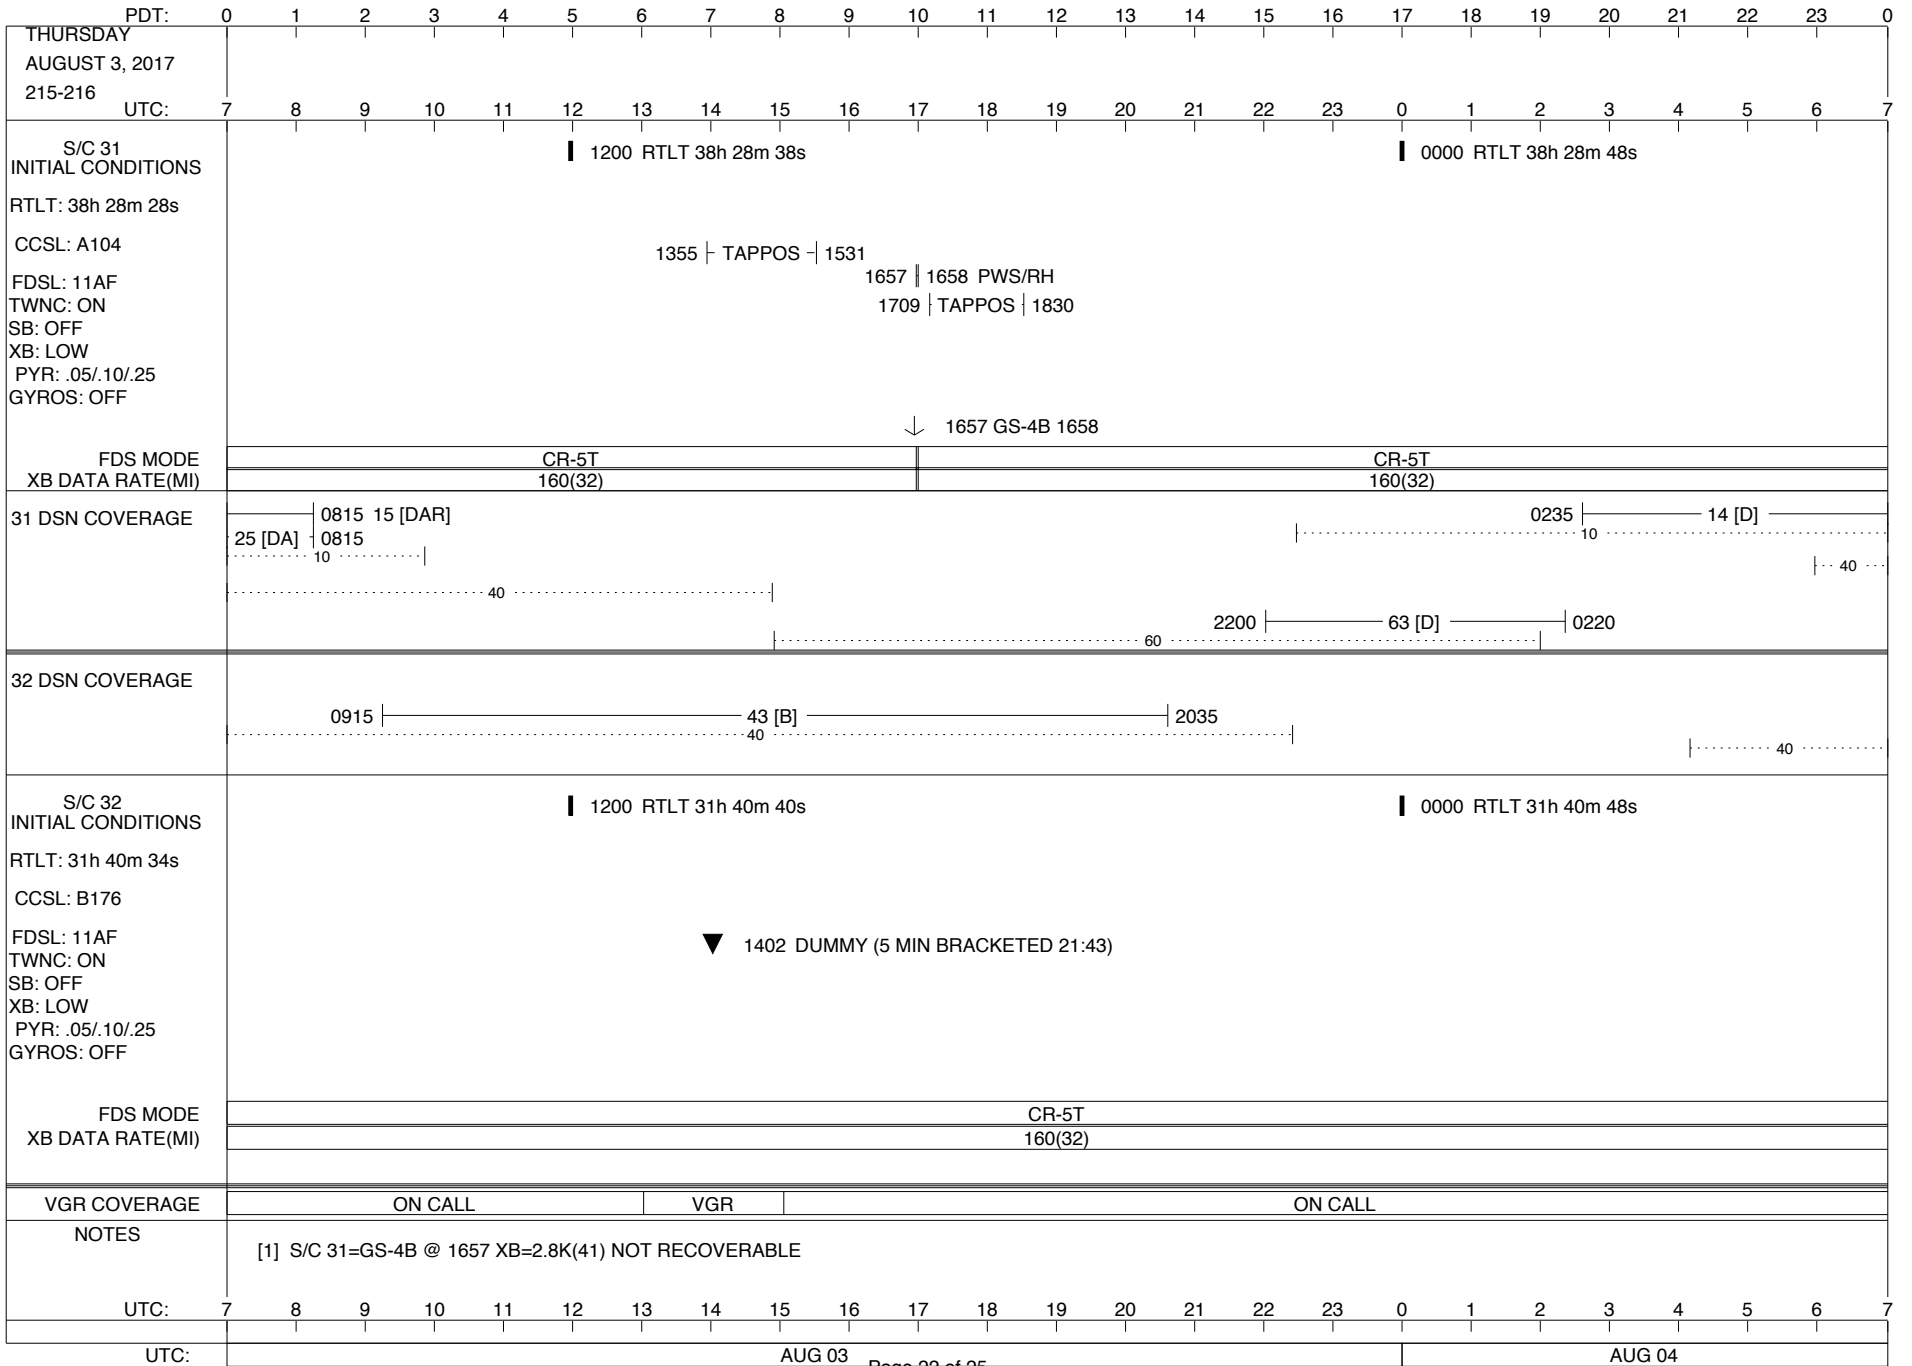 PDT: 0 1 2 3 4 5 6 7 8 9 10 11 12 13 14 15 16 17 18 19 20 21 22 23 0
THURSDAY
AUGUST 3, 2017
215-216
UTC: 7 8 9 10 11 12 13 14 15 16 17 18 19 20 21 22 23 0 1 2 3 4 5 6 7
S/C 31
INITIAL CONDITIONS
1200 RTLT 38h 28m 38s 0000 RTLT 38h 28m 48s
RTLT: 38h 28m 28s
CCSL: A104
1355 TAPPOS 1531
FDSL: 11AF
1657 1658 PWS/RH
TWNC: ON
1709 TAPPOS 1830
SB: OFF
XB: LOW
PYR: .05/.10/.25
GYROS: OFF
1657 GS-4B 1658
FDS MODE CR-5T CR-5T
XB DATA RATE(MI) 160(32) 160(32)
31 DSN COVERAGE 0815 15 [DAR] 0235 14 [D]
25 [DA] 0815 10
10 40
40
2200 63 [D] 0220
60
32 DSN COVERAGE
0915 43 [B] 2035
40
40
S/C 32
INITIAL CONDITIONS
1200 RTLT 31h 40m 40s 0000 RTLT 31h 40m 48s
RTLT: 31h 40m 34s
CCSL: B176
FDSL: 11AF
1402 DUMMY (5 MIN BRACKETED 21:43)
TWNC: ON
SB: OFF
XB: LOW
PYR: .05/.10/.25
GYROS: OFF
FDS MODE CR-5T
XB DATA RATE(MI) 160(32)
VGR COVERAGE ON CALL VGR ON CALL
NOTES
[1] S/C 31=GS-4B @ 1657 XB=2.8K(41) NOT RECOVERABLE
UTC: 7 8 9 10 11 12 13 14 15 16 17 18 19 20 21 22 23 0 1 2 3 4 5 6 7
UTC: AUG 03 AUG 04
Page 22 of 25